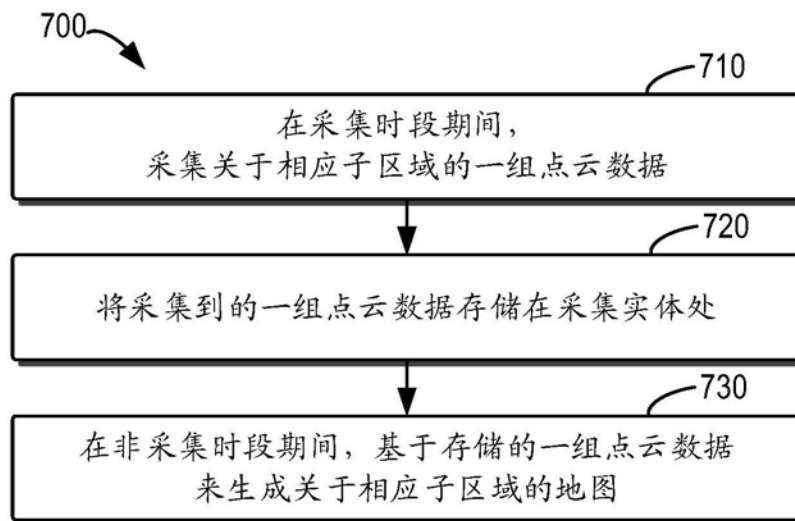 700
710
在采集时段期间，
采集关于相应子区域的一组点云数据
720
将采集到的一组点云数据存储在采集实体处
730
在非采集时段期间，基于存储的一组点云数据
来生成关于相应子区域的地图